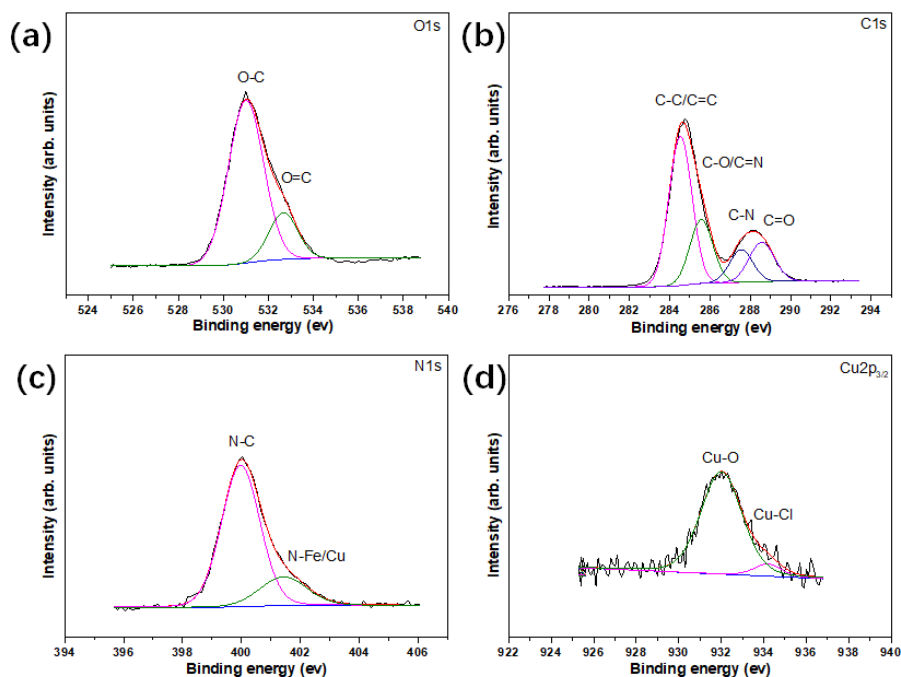 (a)
O1s
O-C
O=C
Intensity (arb. units)
524 526 528 530 532 534 536 538 540
Binding energy (ev)
(b)
C1s
C-C/C=C
C-O/C=N
C-N
C=O
Intensity (arb. units)
276 278 280 282 284 286 288 290 292 294
Binding energy (ev)
(c)
N1s
N-C
N-Fe/Cu
Intensity (arb. units)
394 396 398 400 402 404 406
Binding energy (ev)
(d)
Cu2p3/2
Cu-O
Cu-Cl
Intensity (arb. units)
922 924 926 928 930 932 934 936 938 940
Binding energy (ev)